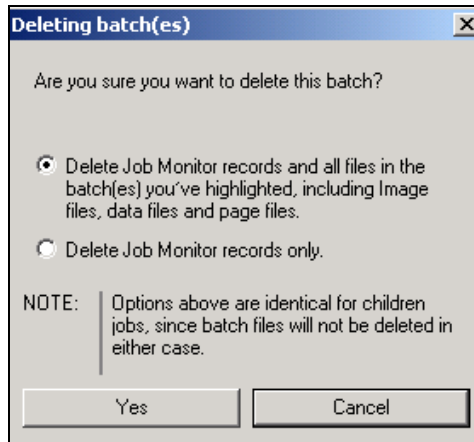 Deleting batch(es)
Are you sure you want to delete this batch?
Delete Job Monitor records and all files in the
batch(es) you've highlighted, including Image
files, data files and page files.
Delete Job Monitor records only.
NOTE: Options above are identical for children
jobs, since batch files will not be deleted in
either case.
Yes Cancel